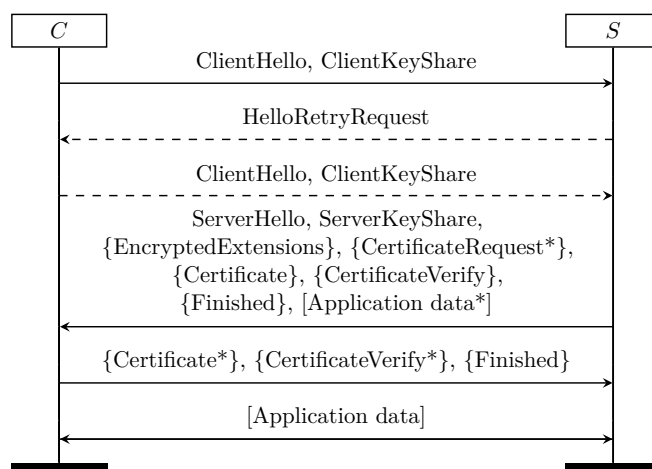 C S
ClientHello, ClientKeyShare
HelloRetryRequest
ClientHello, ClientKeyShare
ServerHello, ServerKeyShare,
{EncryptedExtensions}, {CertificateRequest*},
{Certificate}, {CertificateVerify},
{Finished}, [Application data*]
{Certificate*}, {CertificateVerify*}, {Finished}
[Application data]